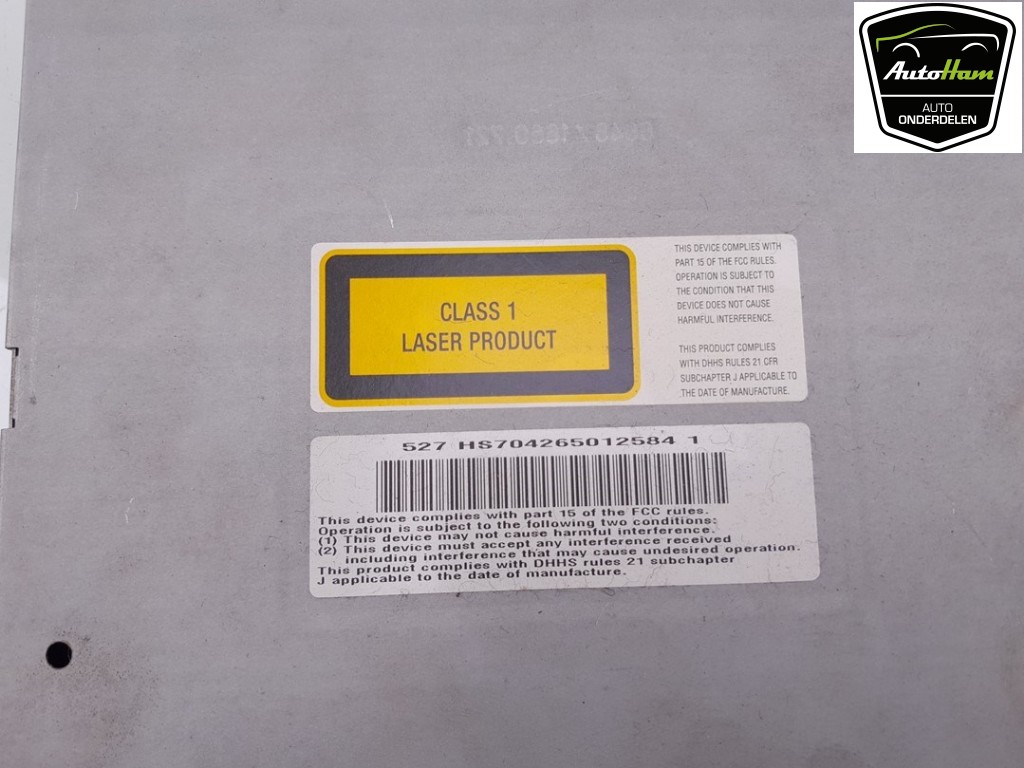 AutoHam
AUTO
ONDERDELEN
CLASS 1
LASER PRODUCT
THIS DEVICE COMPLIES WITH
PART 15 OF THE FCC RULES.
OPERATION IS SUBJECT TO
THE CONDITION THAT THIS
DEVICE DOES NOT CAUSE
HARMFUL INTERFERENCE.
THIS PRODUCT COMPLIES
WITH DHHS RULES 21 CFR
SUBCHAPTER J APPLICABLE TO
THE DATE OF MANUFACTURE.
527 HS704265012584 1
This device complies with part 15 of the FCC rules.
Operation is subject to the following two conditions:
(1) This device may not cause harmful interference.
(2) This device must accept any interference received
including interference that may cause undesired operation.
This product complies with DHHS rules 21 subchapter
J applicable to the date of manufacture.